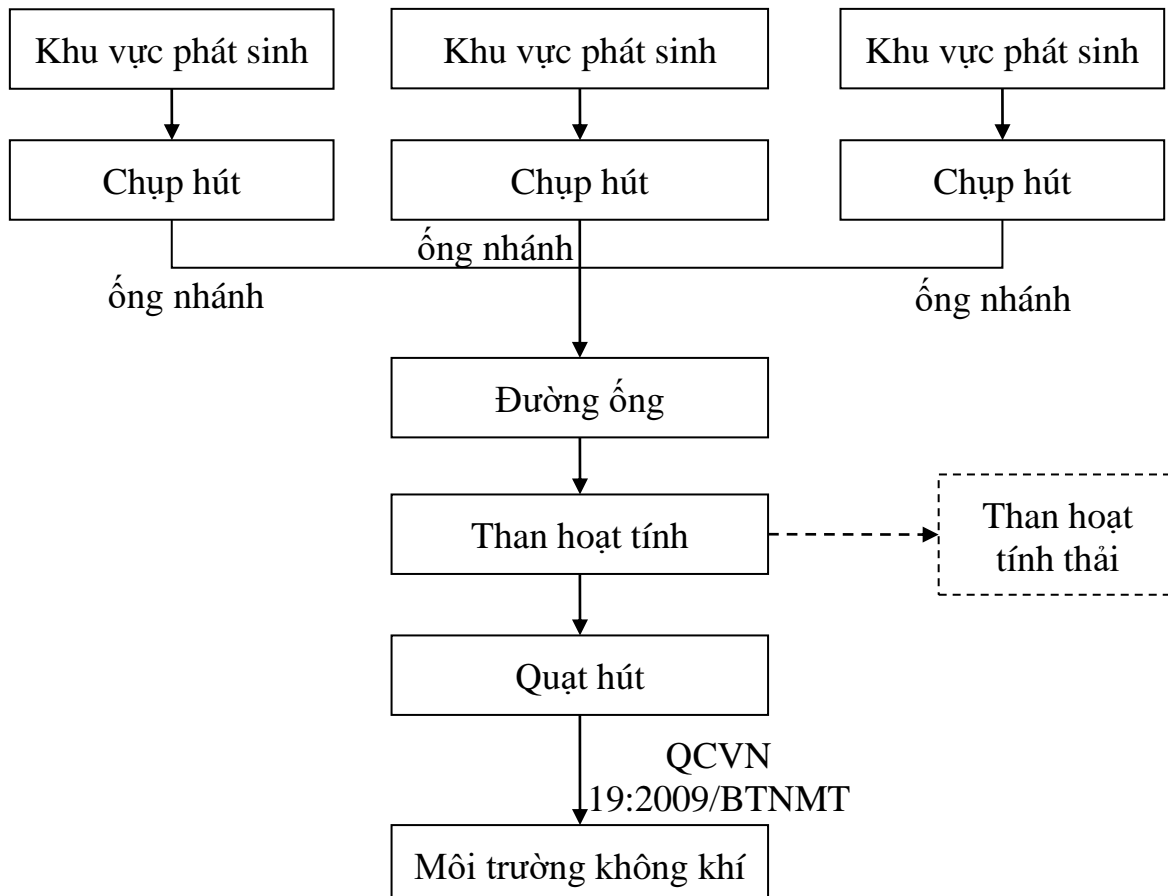 Khu vực phát sinh
Khu vực phát sinh
Khu vực phát sinh
Chụp hút
Chụp hút
Chụp hút
ống nhánh
ống nhánh
ống nhánh
Đường ống
Than hoạt tính
Than hoạt
tính thải
Quạt hút
QCVN
19:2009/BTNMT
Môi trường không khí